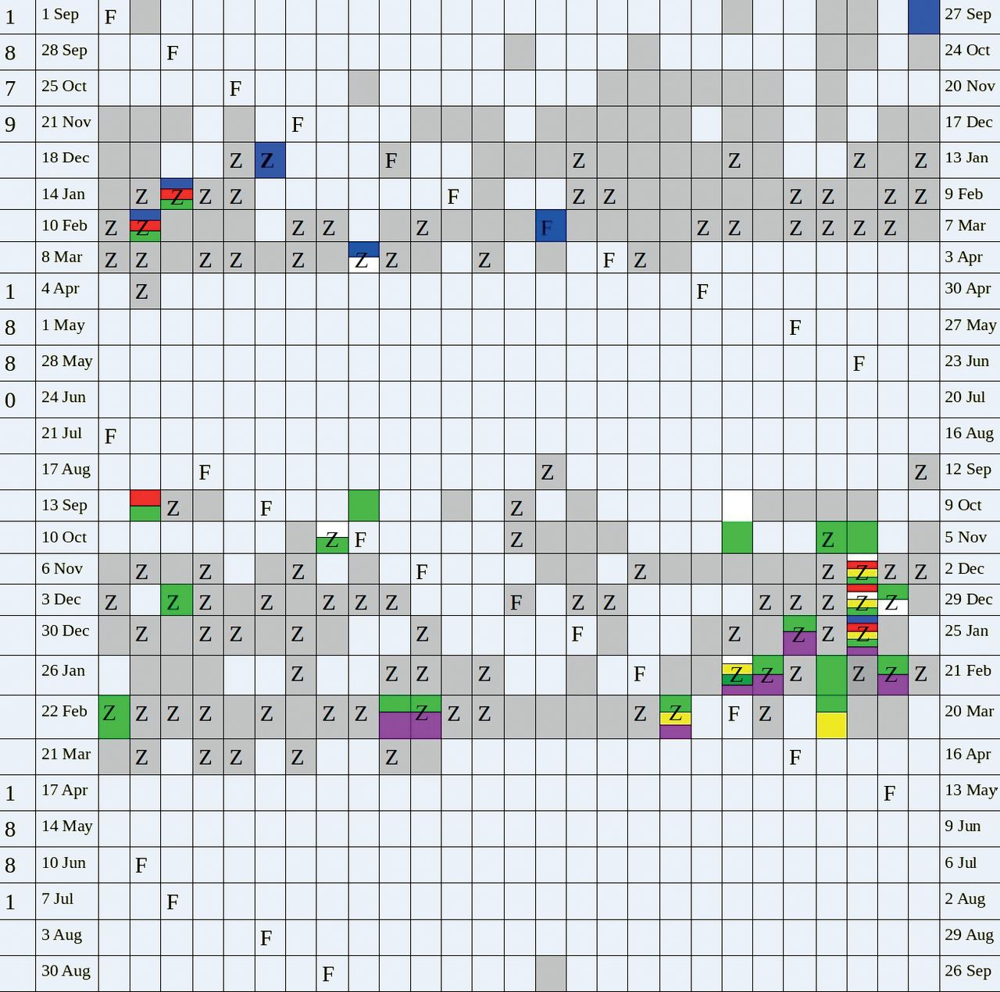 1 1 Sep F 27 Sep
8 28 Sep F 24 Oct
7 25 Oct F 20 Nov
9 21 Nov F 17 Dec
18 Dec Z Z F Z Z Z Z 13 Jan
14 Jan Z Z Z Z F Z Z Z Z Z Z 9 Feb
10 Feb Z Z Z Z Z F Z Z Z Z Z Z 7 Mar
8 Mar Z Z Z Z Z Z Z Z F Z 3 Apr
1 4 Apr Z F 30 Apr
8 1 May F 27 May
8 28 May F 23 Jun
0 24 Jun 20 Jul
21 Jul F 16 Aug
17 Aug F Z Z 12 Sep
13 Sep Z F Z 9 Oct
10 Oct Z F Z Z 5 Nov
6 Nov Z Z Z F Z Z Z Z Z 2 Dec
3 Dec Z Z Z Z Z Z Z F Z Z Z Z Z Z Z 29 Dec
30 Dec Z Z Z Z Z F Z Z Z Z 25 Jan
26 Jan Z Z Z Z F Z Z Z Z Z Z 21 Feb
22 Feb Z Z Z Z Z Z Z Z Z Z Z Z F Z 20 Mar
21 Mar Z Z Z Z Z F 16 Apr
1 17 Apr F 13 May
8 14 May 9 Jun
8 10 Jun F 6 Jul
1 7 Jul F 2 Aug
3 Aug F 29 Aug
30 Aug F 26 Sep